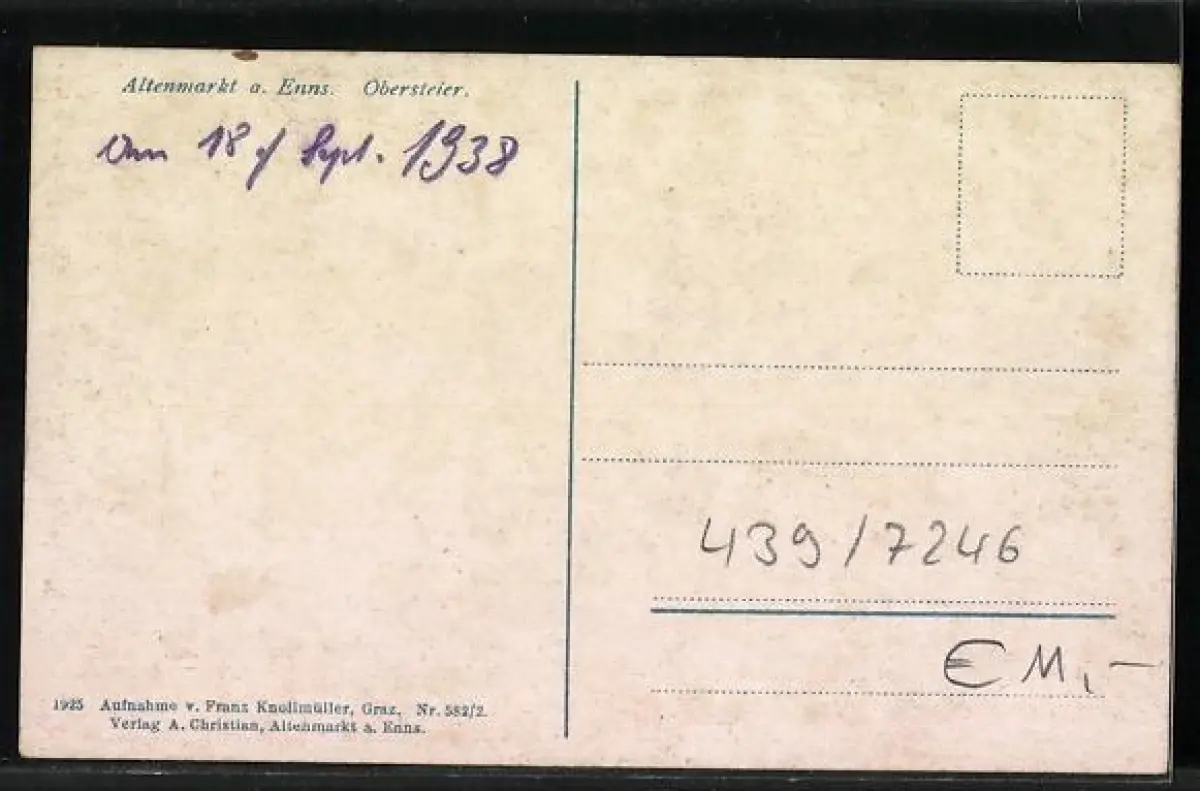 Altenmarkt a. Enns. Obersteier.
Am 18 / Sept. 1938
439/7246
€ M,-
1925 Aufnahme v. Franz Knollmüller, Graz. Nr. 582/2.
Verlag A. Christian, Altenmarkt a. Enns.